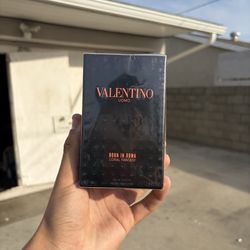 VALENTINO
UOMO
BORN IN ROMA
CORAL FANTASY